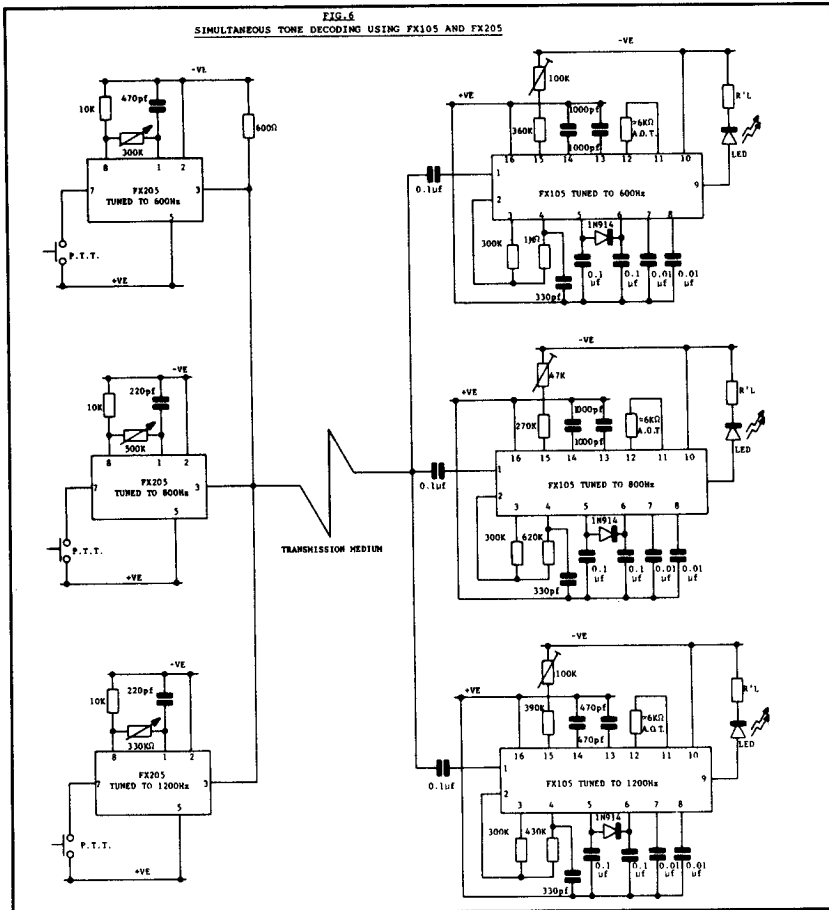 FIG.6
SIMULTANEOUS TONE DECODING USING FX105 AND FX205
-VE
10K
470pf
600Ω
300K
8
1
2
7
FX205
TUNED TO 600Hz
3
5
P.T.T.
+VE
-VE
10K
220pf
500K
8
1
2
7
FX205
TUNED TO 800Hz
3
5
P.T.T.
+VE
-VE
10K
220pf
330KΩ
8
1
2
7
FX205
TUNED TO 1200Hz
3
5
P.T.T.
+VE
TRANSMISSION MEDIUM
-VE
100K
R'L
+VE
1000pf
360K
1000pf
≈6KΩ
A.O.T.
LED
16
15
14
13
12
11
10
0.1uf
1
2
FX105 TUNED TO 600Hz
9
3
4
5
6
7
8
1N914
300K
1MΩ
330pf
0.1
uf
0.1
uf
0.01
uf
0.01
uf
-VE
47K
R'L
+VE
1000pf
270K
1000pf
≈6KΩ
A.O.T
LED
16
15
14
13
12
11
10
0.1uf
1
2
FX105 TUNED TO 800Hz
9
3
4
5
6
7
8
1N914
300K
620K
330pf
0.1
uf
0.1
uf
0.01
uf
0.01
uf
-VE
100K
R'L
+VE
470pf
390K
470pf
≈6KΩ
A.O.T.
LED
16
15
14
13
12
11
10
0.1uf
1
2
FX105 TUNED TO 1200Hz
9
3
4
5
6
7
8
1N914
300K
430K
330pf
0.1
uf
0.1
uf
0.01
uf
0.01
uf